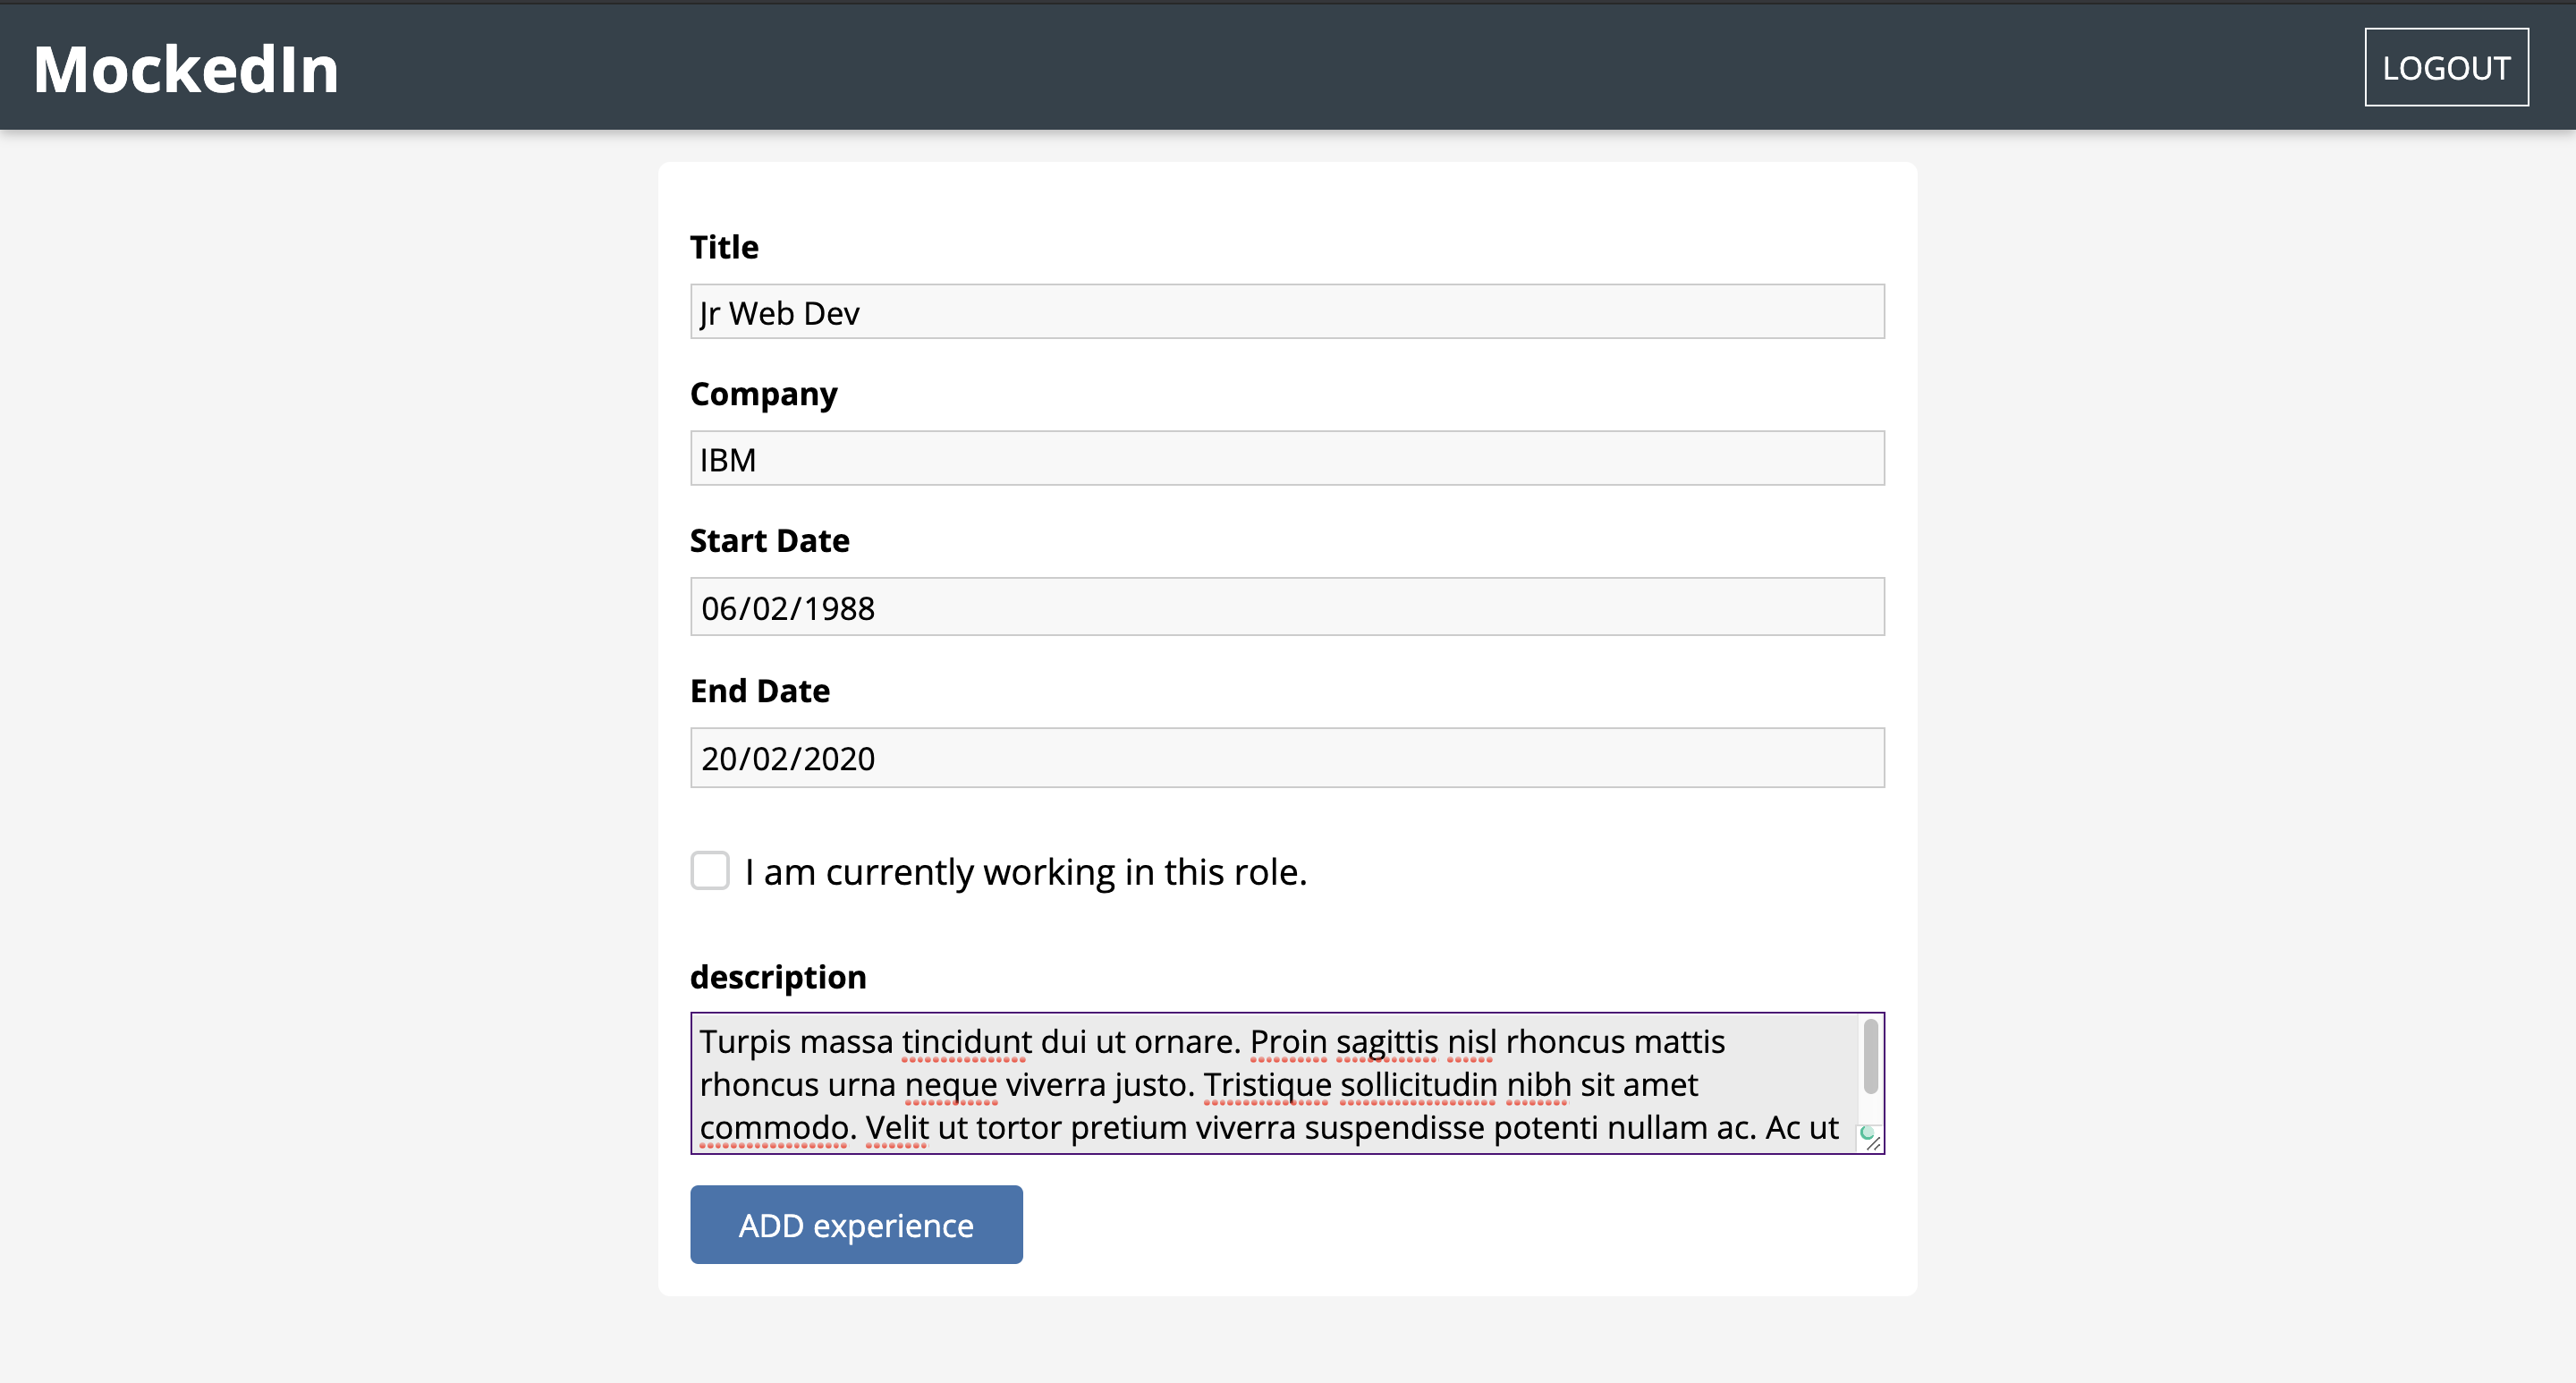 MockedIn
LOGOUT
Title
Jr Web Dev
Company
IBM
Start Date
06/02/1988
End Date
20/02/2020
I am currently working in this role.
description
Turpis massa tincidunt dui ut ornare. Proin sagittis nisl rhoncus mattis
rhoncus urna neque viverra justo. Tristique sollicitudin nibh sit amet
commodo. Velit ut tortor pretium viverra suspendisse potenti nullam ac. Ac ut
ADD experience